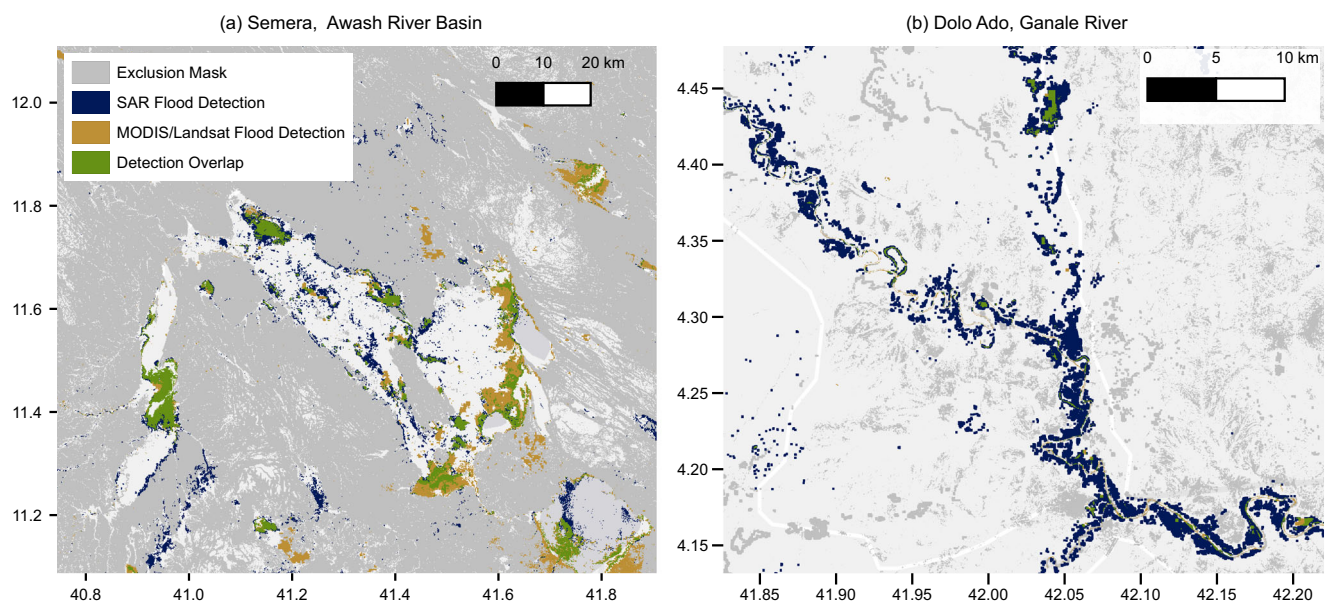 (a) Semera, Awash River Basin
Exclusion Mask
SAR Flood Detection
MODIS/Landsat Flood Detection
Detection Overlap
0 10 20 km
12.0
11.8
11.6
11.4
11.2
40.8 41.0 41.2 41.4 41.6 41.8
(b) Dolo Ado, Ganale River
0 5 10 km
4.45
4.40
4.35
4.30
4.25
4.20
4.15
41.85 41.90 41.95 42.00 42.05 42.10 42.15 42.20